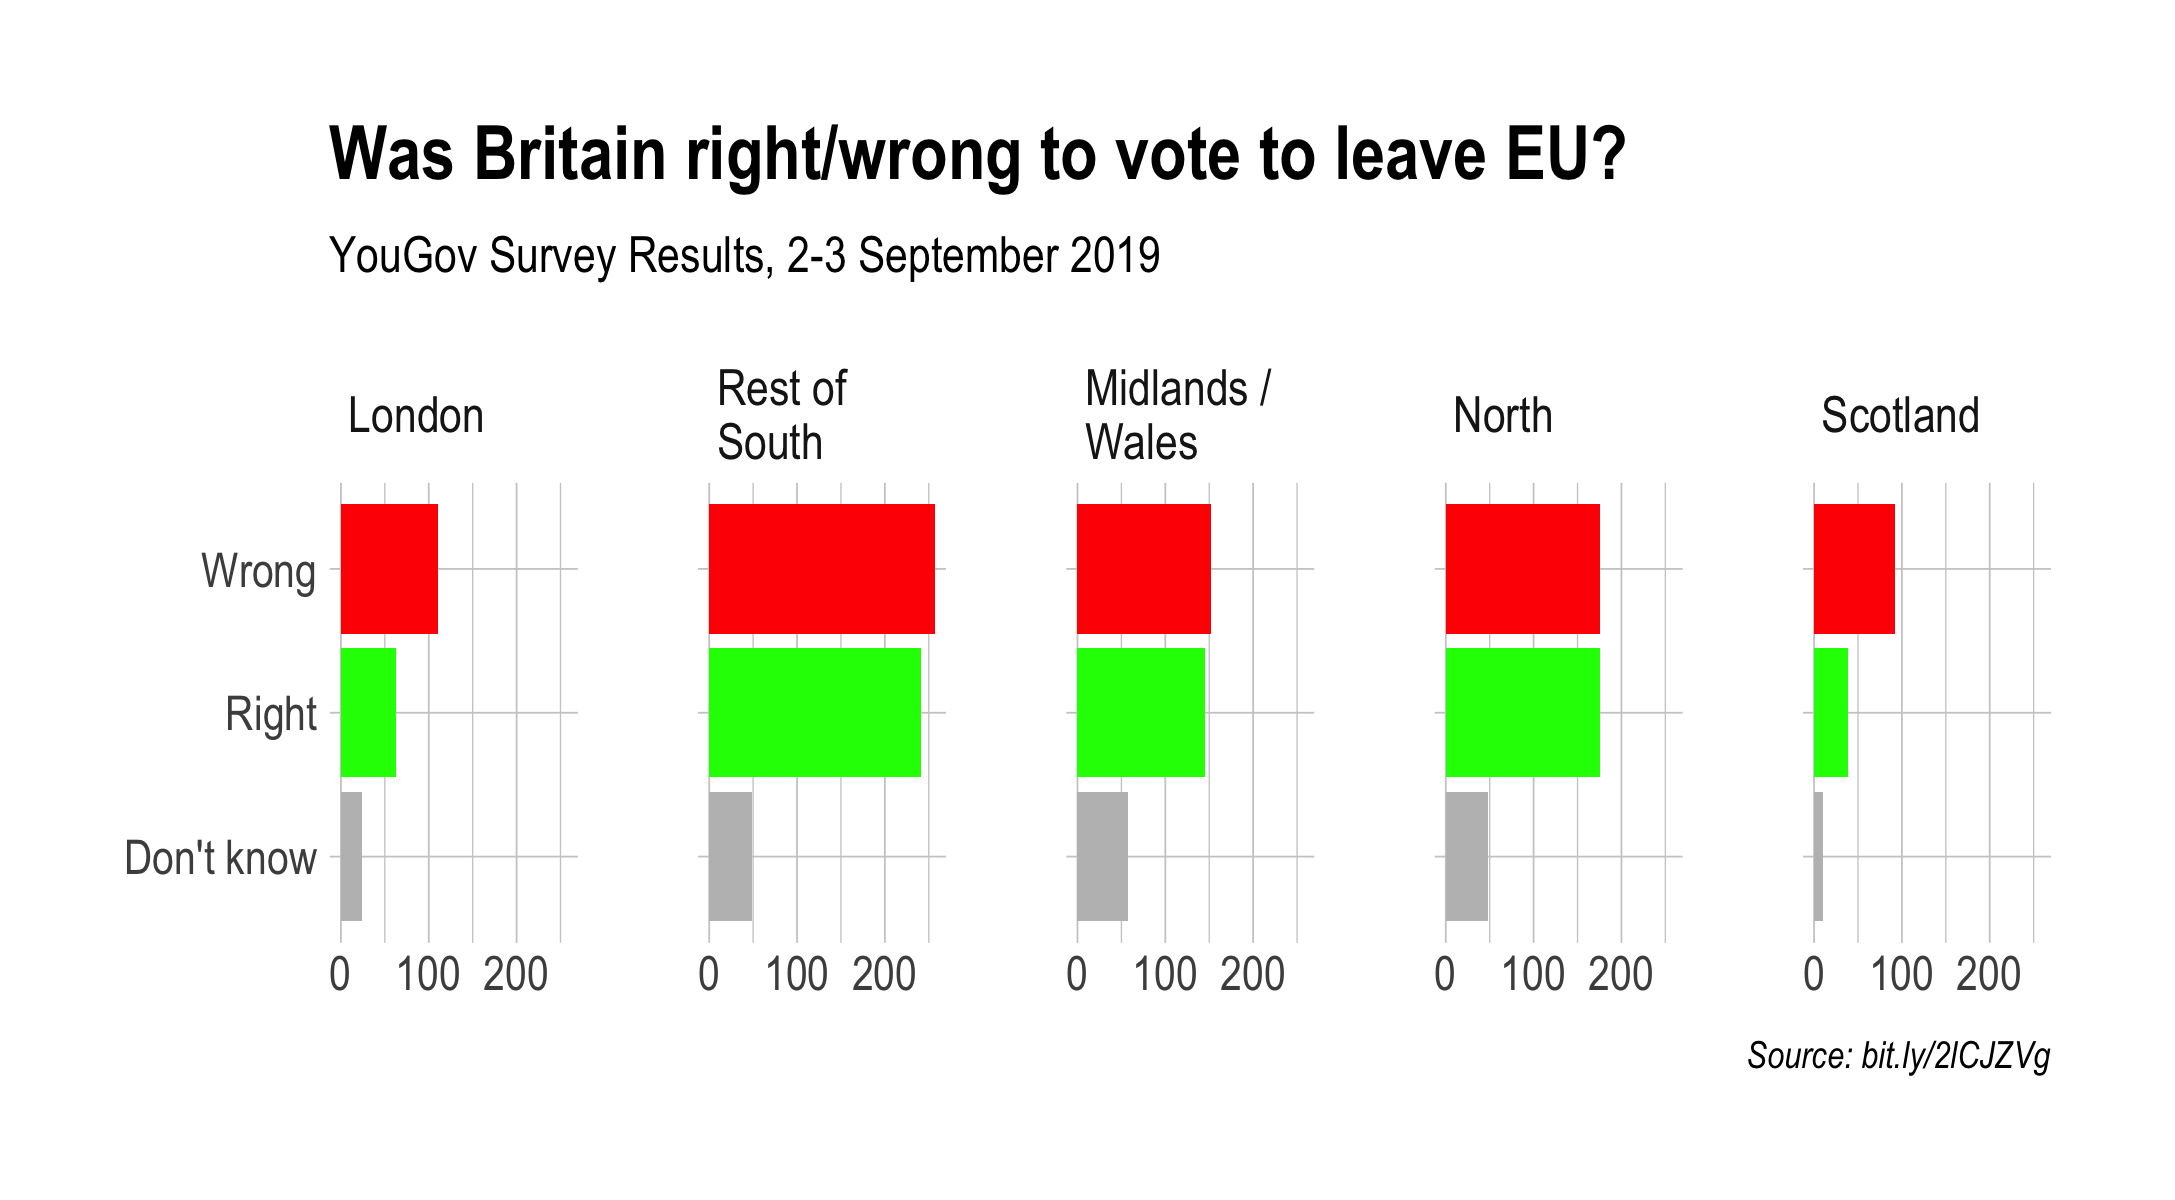 Was Britain right/wrong to vote to leave EU?
YouGov Survey Results, 2-3 September 2019
London
Rest of
South
Midlands /
Wales
North
Scotland
Wrong
Right
Don't know
0 100 200
0 100 200
0 100 200
0 100 200
0 100 200
Source: bit.ly/2lCJZVg